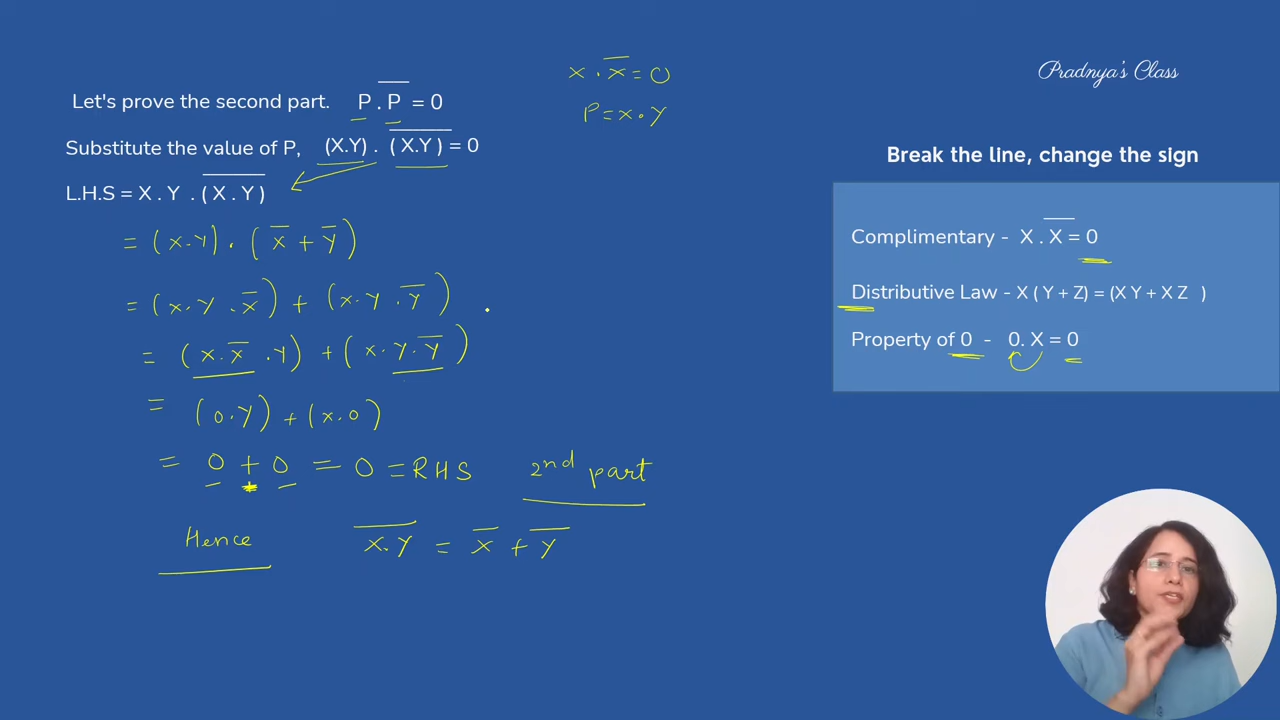 Let's prove the second part. P . P̅ = 0
Substitute the value of P, (X.Y) . (̅ ̅X̅.̅Y̅ ̅)̅ = 0
L.H.S = X . Y . (̅ ̅X̅ ̅.̅ ̅Y̅ ̅)̅
= (x.Y) . ( x̅ + Y̅ )
= (x.Y . x̅) + (x.Y . Y̅)
= (x.x̅ .Y) + (x.Y.Y̅)
= (0.Y) + (x.0)
= 0 + 0 = 0 = RHS 2nd part
Hence x̅.̅Y̅ = x̅ + Y̅
x . x̅ = 0
P = x.Y
Pradnya's Class
Break the line, change the sign
Complimentary - X . X̅ = 0
Distributive Law - X ( Y + Z) = (X Y + X Z )
Property of 0 - 0. X = 0